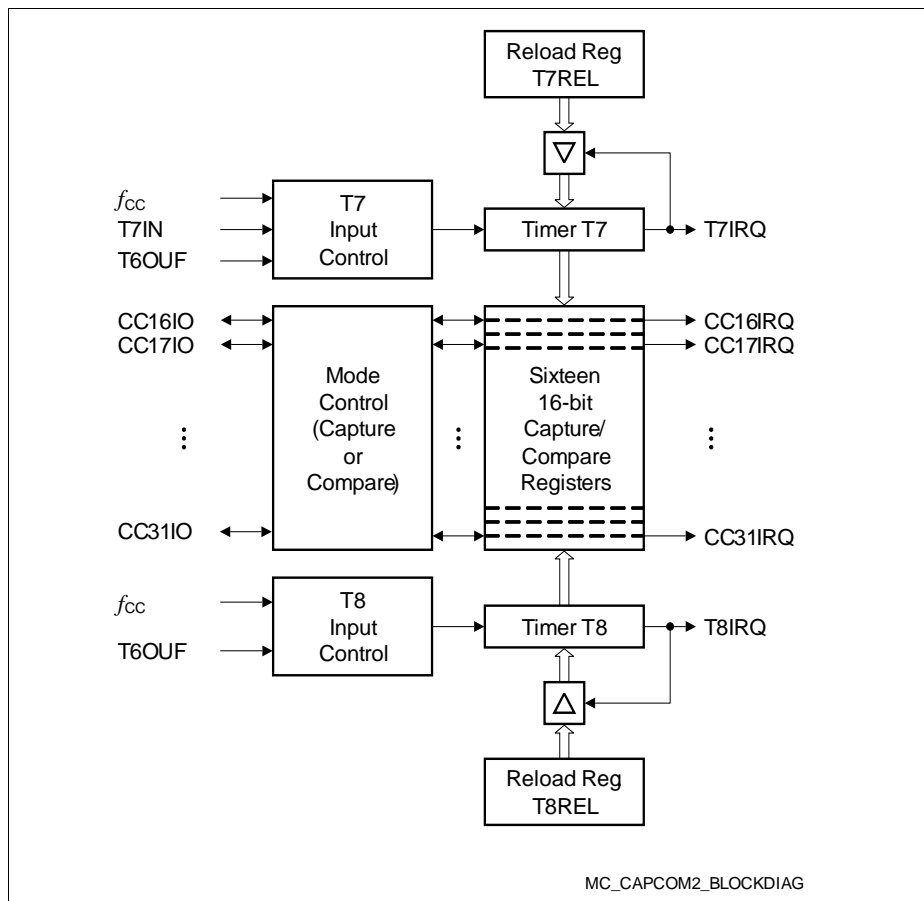 Reload Reg
T7REL
fCC
T7IN
T6OUF
T7
Input
Control
Timer T7
T7IRQ
CC16IO
CC17IO
CC31IO
Mode
Control
(Capture
or
Compare)
Sixteen
16-bit
Capture/
Compare
Registers
CC16IRQ
CC17IRQ
CC31IRQ
fCC
T6OUF
T8
Input
Control
Timer T8
T8IRQ
Reload Reg
T8REL
MC_CAPCOM2_BLOCKDIAG